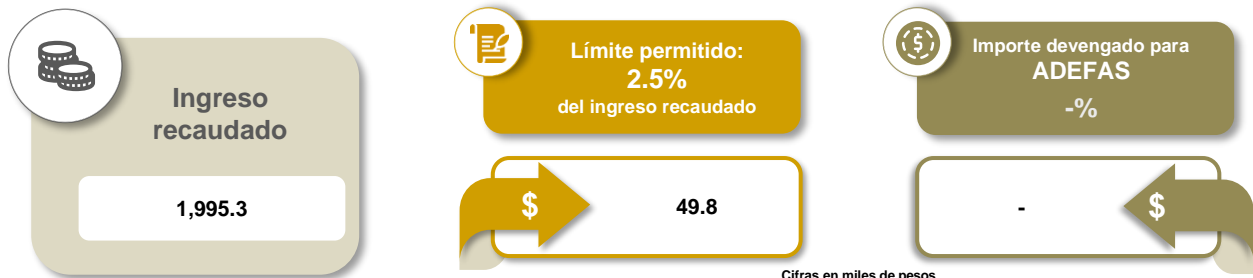 Ingreso
recaudado
1,995.3
Límite permitido:
2.5%
del ingreso recaudado
$
49.8
Importe devengado para
ADEFAS
-%
-
$
Cifras en miles de pesos